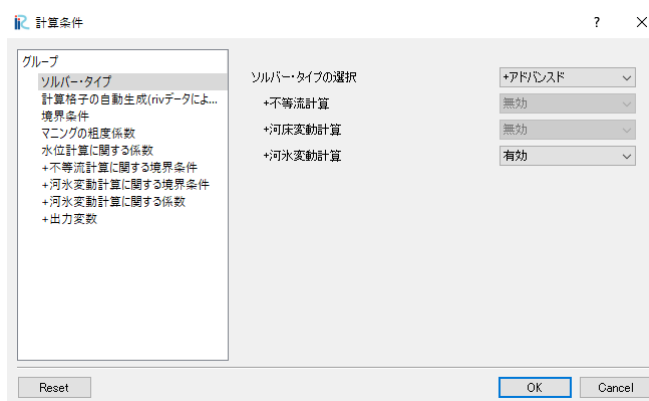 iRIC 計算条件 ? ×
グループ
ソルバー・タイプ
計算格子の自動生成(rivデータによ...
境界条件
マニングの粗度係数
水位計算に関する係数
+不等流計算に関する境界条件
+河氷変動計算に関する境界条件
+河氷変動計算に関する係数
+出力変数
ソルバー・タイプの選択 +アドバンスド
+不等流計算 無効
+河床変動計算 無効
+河氷変動計算 有効
Reset OK Cancel